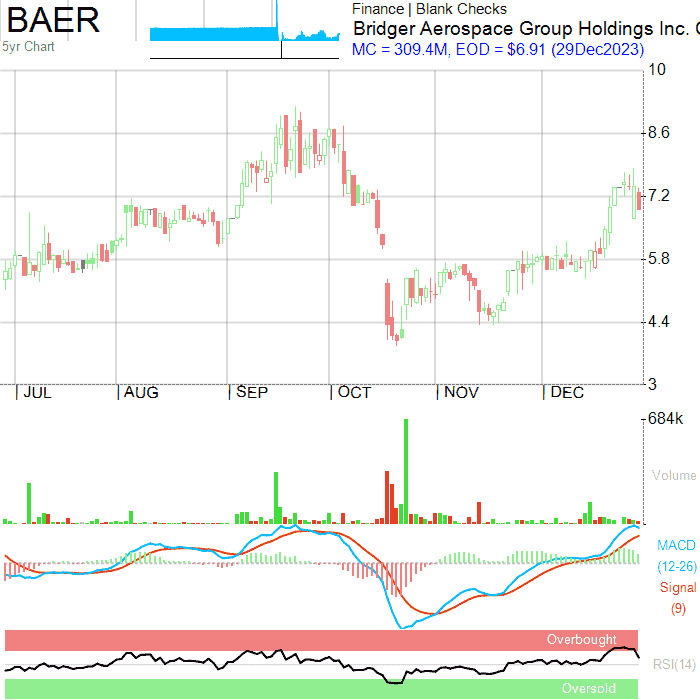 BAER
5yr Chart
Finance | Blank Checks
Bridger Aerospace Group Holdings Inc. C
MC = 309.4M, EOD = $6.91 (29Dec2023)
10
8.6
7.2
5.8
4.4
3
JUL AUG SEP OCT NOV DEC
684k
Volume
MACD
(12-26)
Signal
(9)
Overbought
RSI(14)
Oversold